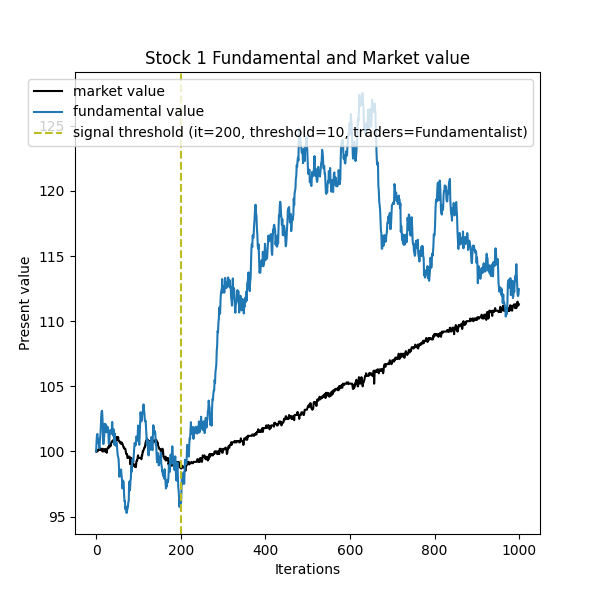 Stock 1 Fundamental and Market value
market value
fundamental value
signal threshold (it=200, threshold=10, traders=Fundamentalist)
125
120
115
110
105
100
95
Present value
0 200 400 600 800 1000
Iterations